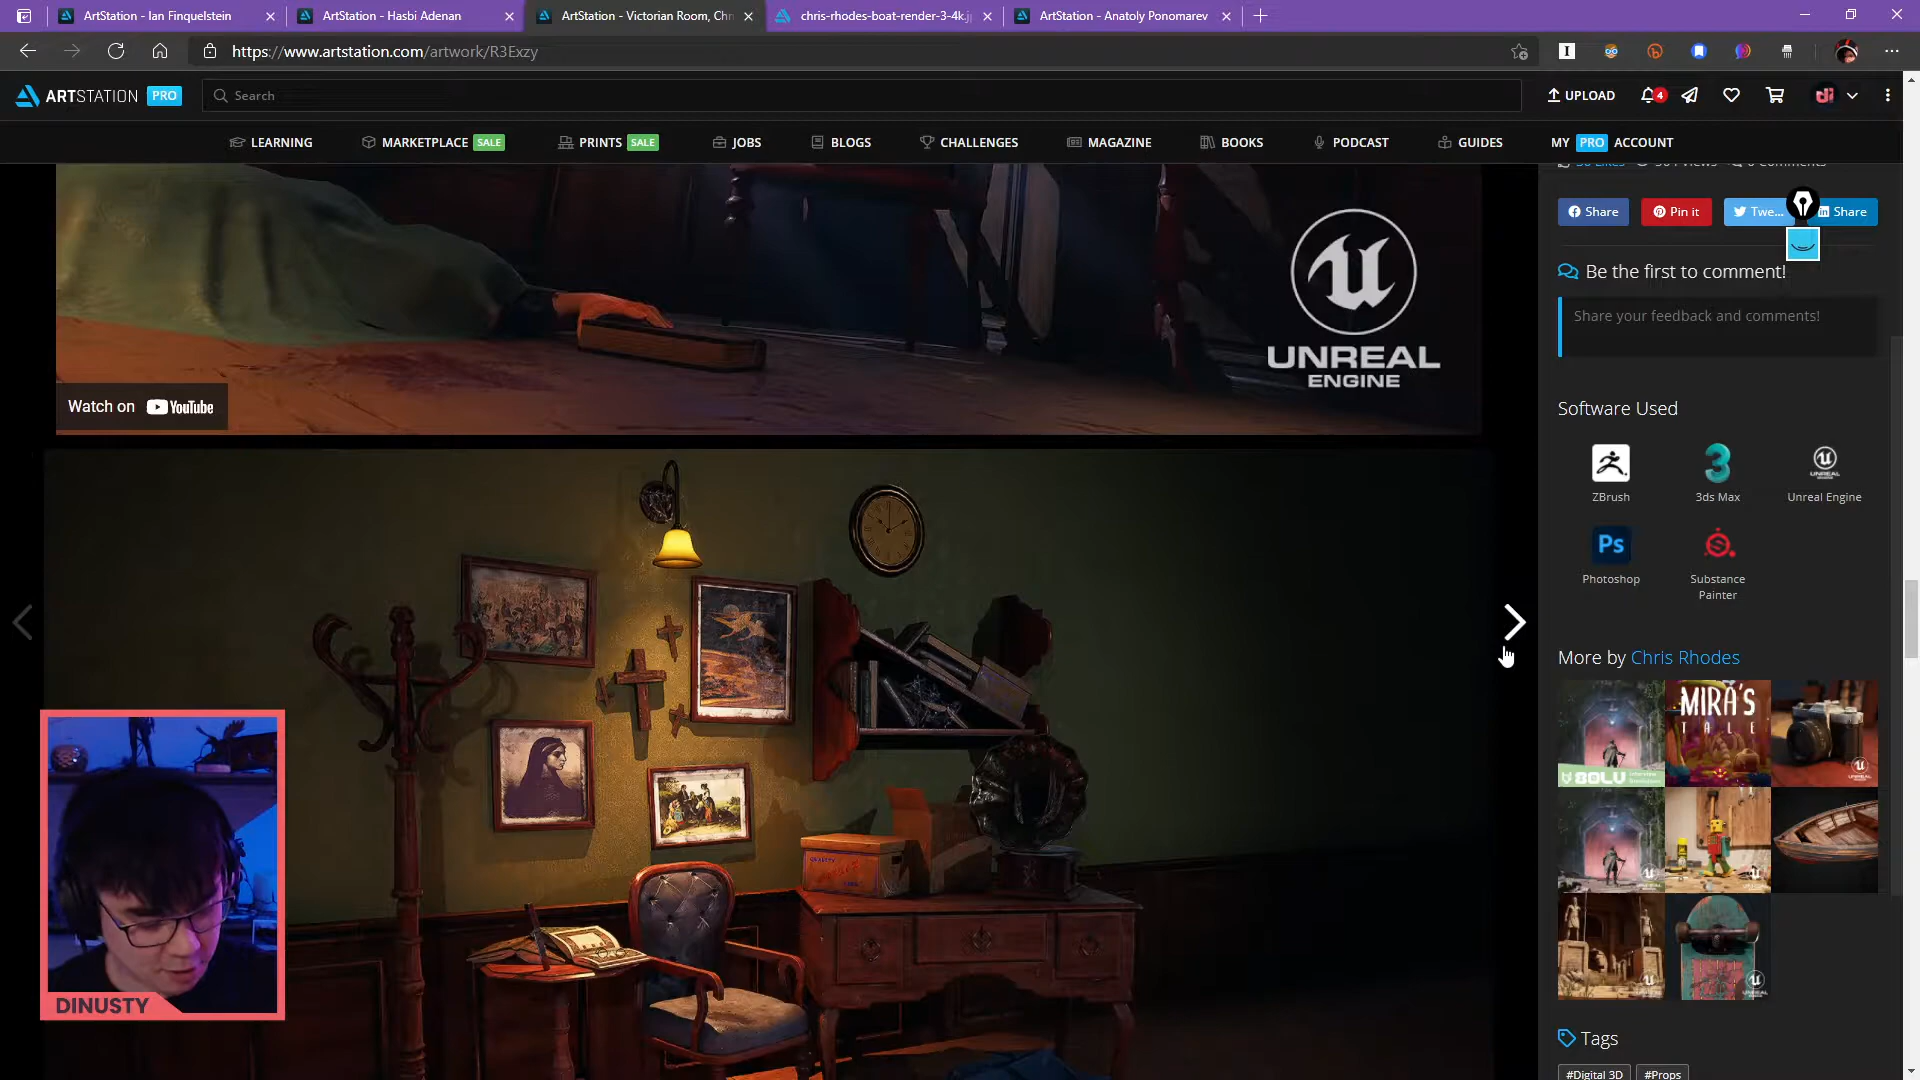 ArtStation - Ian Finquelstein
ArtStation - Hasbi Adenan
ArtStation - Victorian Room, Chr
chris-rhodes-boat-render-3-4k.j
ArtStation - Anatoly Ponomarev
https://www.artstation.com/artwork/R3Exzy
ARTSTATION PRO
Search
UPLOAD
4
LEARNING
MARKETPLACE SALE
PRINTS SALE
JOBS
BLOGS
CHALLENGES
MAGAZINE
BOOKS
PODCAST
GUIDES
MY PRO ACCOUNT
Share
Pin it
Twe...
Share
Be the first to comment!
Share your feedback and comments!
UNREAL
ENGINE
Watch on YouTube
Software Used
ZBrush
3ds Max
Unreal Engine
Ps
Photoshop
Substance
Painter
More by Chris Rhodes
MIRA'S
TALE
80LV
DINUSTY
Tags
#Digital 3D
#Props